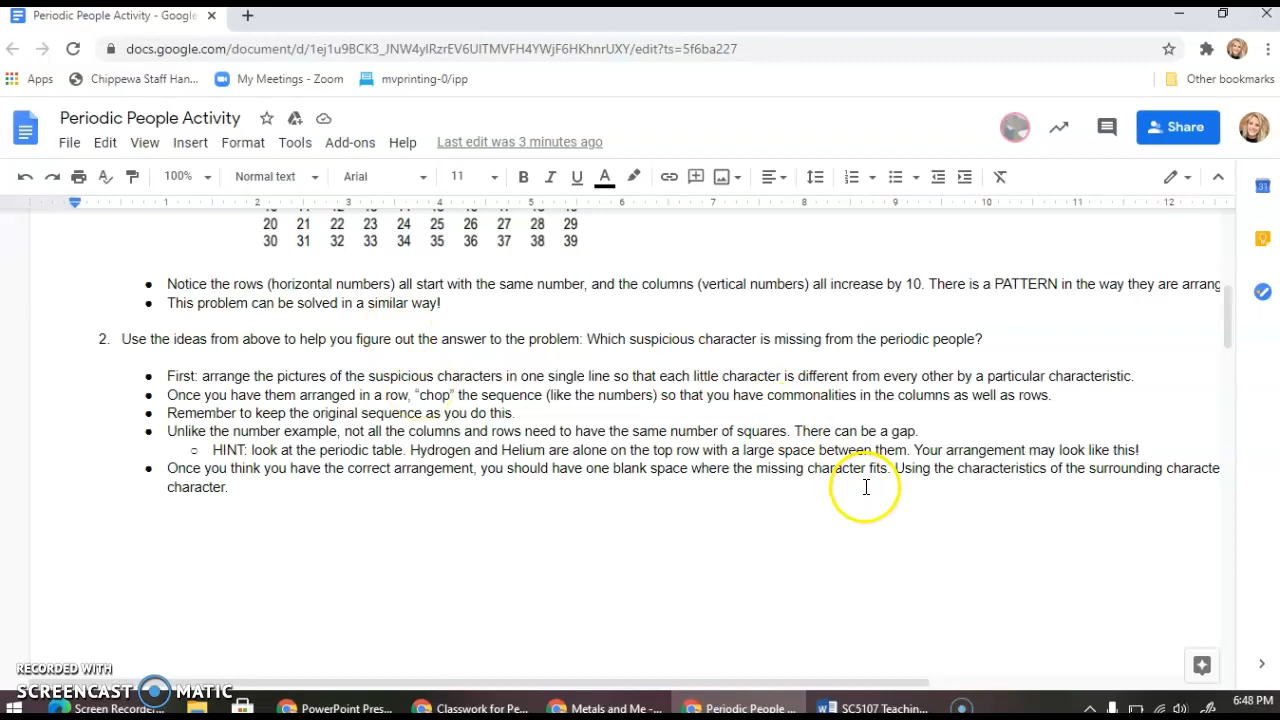 Periodic People Activity - Google
docs.google.com/document/d/1ej1u9BCK3_JNW4ylRzrEV6UlTMVFH4YWjF6HKhnrUXY/edit?ts=5f6ba227
Apps Chippewa Staff Han... My Meetings - Zoom mvprinting-0/ipp Other bookmarks
Periodic People Activity
Share
File Edit View Insert Format Tools Add-ons Help Last edit was 3 minutes ago
100% Normal text Arial 11 B I U A
1 2 3 4 5 6 7 8 9 10 11 12
20 21 22 23 24 25 26 27 28 29
30 31 32 33 34 35 36 37 38 39
● Notice the rows (horizontal numbers) all start with the same number, and the columns (vertical numbers) all increase by 10. There is a PATTERN in the way they are arrang
● This problem can be solved in a similar way!
2. Use the ideas from above to help you figure out the answer to the problem: Which suspicious character is missing from the periodic people?
● First: arrange the pictures of the suspicious characters in one single line so that each little character is different from every other by a particular characteristic.
● Once you have them arranged in a row, “chop” the sequence (like the numbers) so that you have commonalities in the columns as well as rows.
● Remember to keep the original sequence as you do this.
● Unlike the number example, not all the columns and rows need to have the same number of squares. There can be a gap.
○ HINT: look at the periodic table. Hydrogen and Helium are alone on the top row with a large space between them. Your arrangement may look like this!
● Once you think you have the correct arrangement, you should have one blank space where the missing character fits. Using the characteristics of the surrounding characte
character.
RECORDED WITH
SCREENCAST MATIC
Screen Recorde... PowerPoint Pres... Classwork for Pe... Metals and Me -... Periodic People ... SC5107 Teachin... 6:48 PM